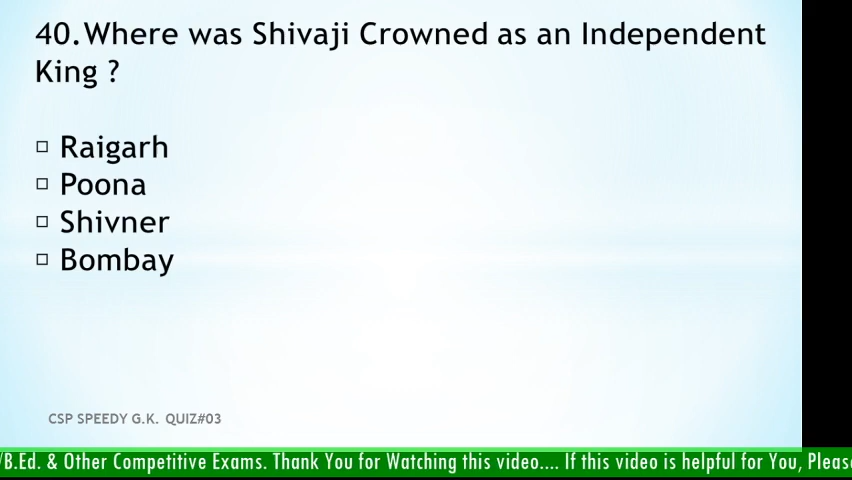 40.Where was Shivaji Crowned as an Independent
King ?
Raigarh
Poona
Shivner
Bombay
CSP SPEEDY G.K. QUIZ#03
/B.Ed. & Other Competitive Exams. Thank You for Watching this video.... If this video is helpful for You, Please